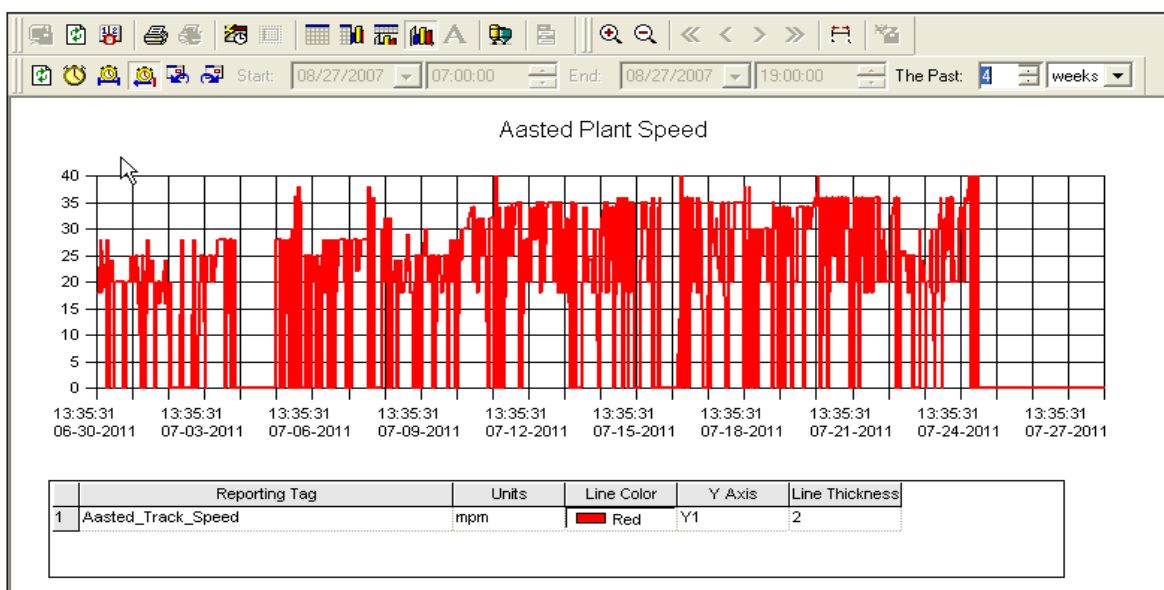 Start: 08/27/2007 07:00:00 End: 08/27/2007 19:00:00 The Past: 4 weeks
Aasted Plant Speed
40
35
30
25
20
15
10
5
0
13:35:31 13:35:31 13:35:31 13:35:31 13:35:31 13:35:31 13:35:31 13:35:31 13:35:31 13:35:31
06-30-2011 07-03-2011 07-06-2011 07-09-2011 07-12-2011 07-15-2011 07-18-2011 07-21-2011 07-24-2011 07-27-2011
Reporting Tag Units Line Color Y Axis Line Thickness
1 Aasted_Track_Speed mpm Red Y1 2